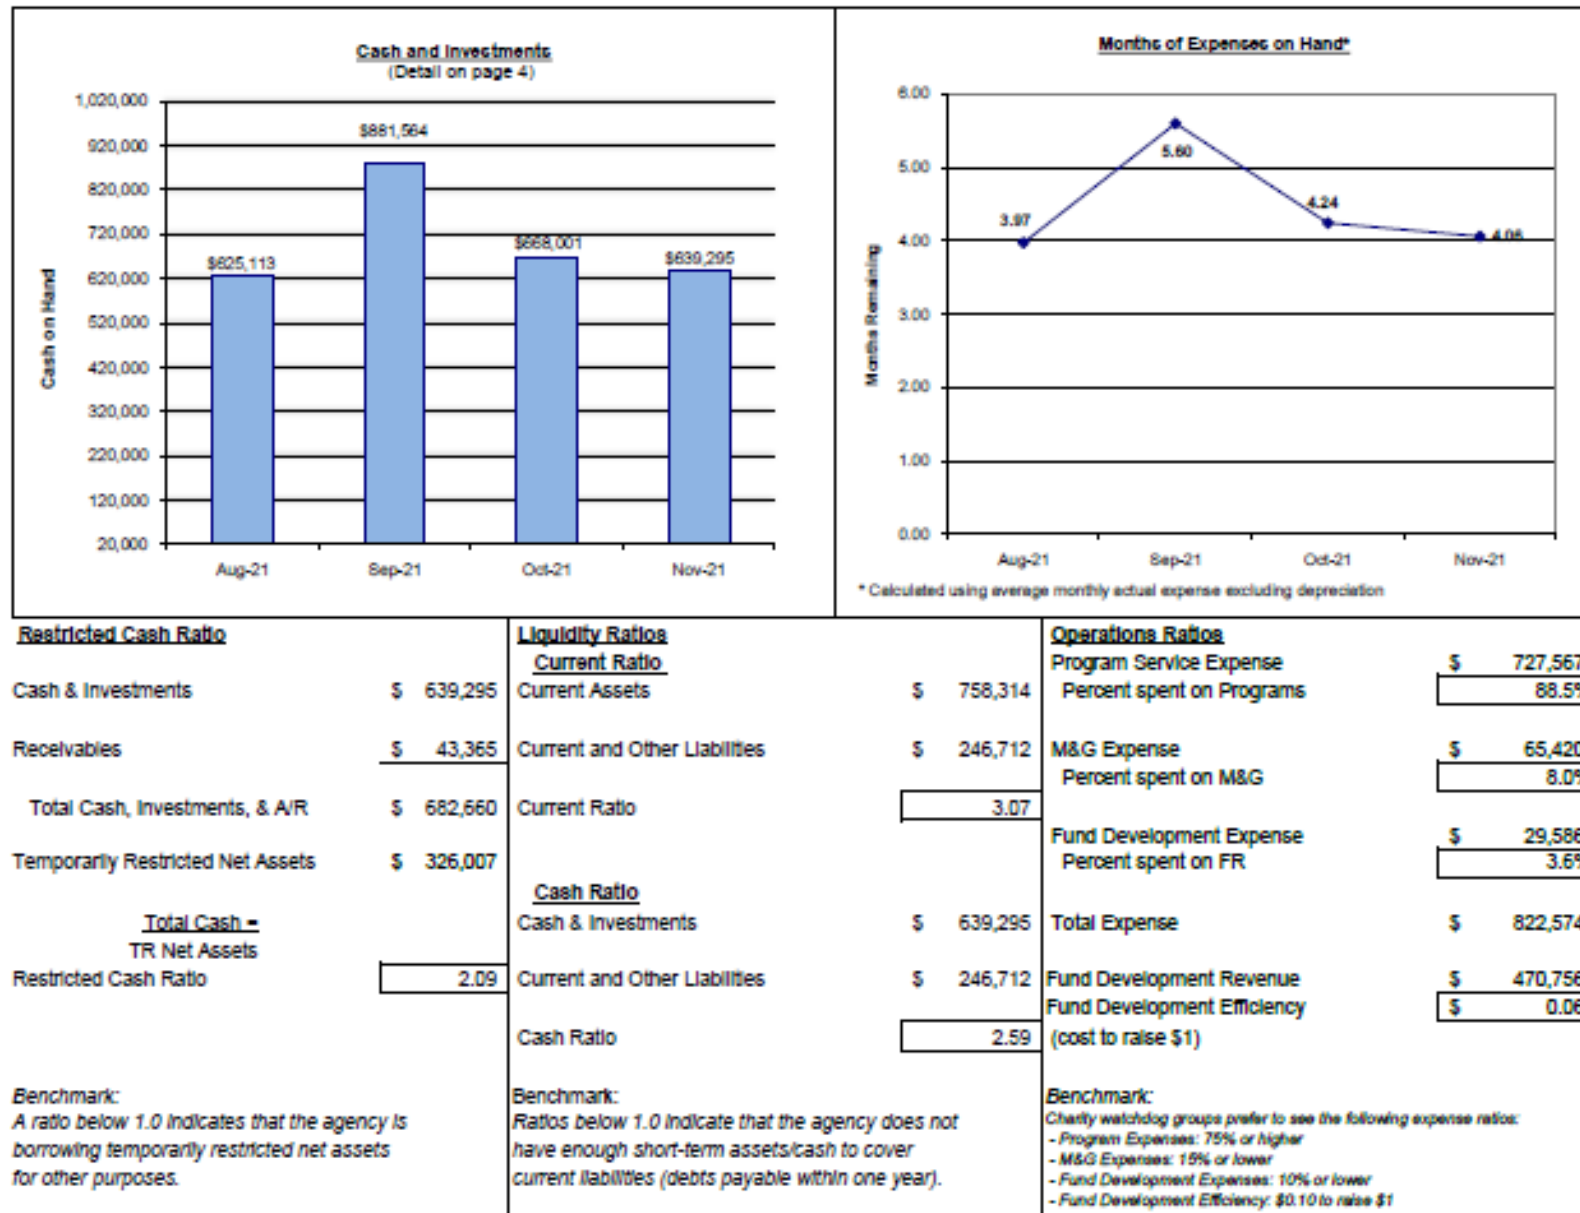 Cash and Investments
(Detail on page 4)
1,020,000
920,000
820,000
720,000
620,000
520,000
420,000
320,000
220,000
120,000
20,000
Cash on Hand
$625,113
$881,564
$668,001
$639,295
Aug-21 Sep-21 Oct-21 Nov-21
Months of Expenses on Hand*
6.00
5.00
4.00
3.00
2.00
1.00
0.00
Months Remaining
3.97
5.60
4.24
Aug-21 Sep-21 Oct-21 Nov-21
* Calculated using average monthly actual expense excluding depreciation
Restricted Cash Ratio
Cash & Investments $ 639,295
Receivables $ 43,365
Total Cash, Investments, & A/R $ 682,660
Temporarily Restricted Net Assets $ 326,007
Total Cash =
TR Net Assets
Restricted Cash Ratio 2.09
Benchmark:
A ratio below 1.0 indicates that the agency is
borrowing temporarily restricted net assets
for other purposes.
Liquidity Ratios
Current Ratio
Current Assets $ 758,314
Current and Other Liabilities $ 246,712
Current Ratio 3.07
Cash Ratio
Cash & Investments $ 639,295
Current and Other Liabilities $ 246,712
Cash Ratio 2.59
Benchmark:
Ratios below 1.0 indicate that the agency does not
have enough short-term assets/cash to cover
current liabilities (debts payable within one year).
Operations Ratios
Program Service Expense $ 727,567
Percent spent on Programs 88.5%
M&G Expense $ 65,420
Percent spent on M&G 8.0%
Fund Development Expense $ 29,586
Percent spent on FR 3.6%
Total Expense $ 822,574
Fund Development Revenue $ 470,756
Fund Development Efficiency $ 0.06
(cost to raise $1)
Benchmark:
Charity watchdog groups prefer to see the following expense ratios:
- Program Expenses: 75% or higher
- M&G Expenses: 15% or lower
- Fund Development Expenses: 10% or lower
- Fund Development Efficiency: $0.10 to raise $1